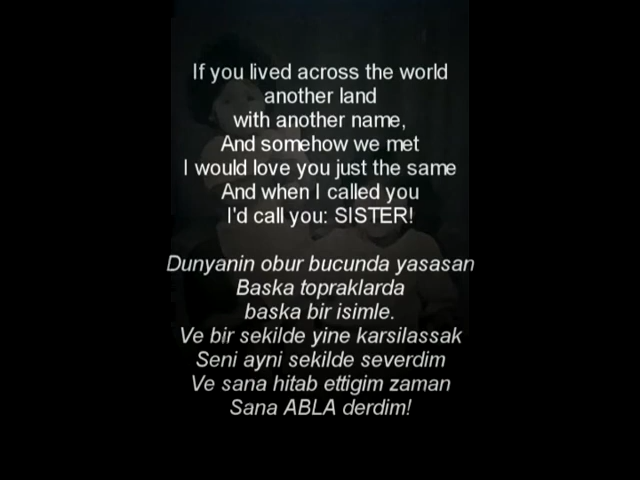 If you lived across the world
another land
with another name,
And somehow we met
I would love you just the same
And when I called you
I'd call you: SISTER!
Dunyanin obur bucunda yasasan
Baska topraklarda
baska bir isimle.
Ve bir sekilde yine karsilassak
Seni ayni sekilde severdim
Ve sana hitab ettigim zaman
Sana ABLA derdim!